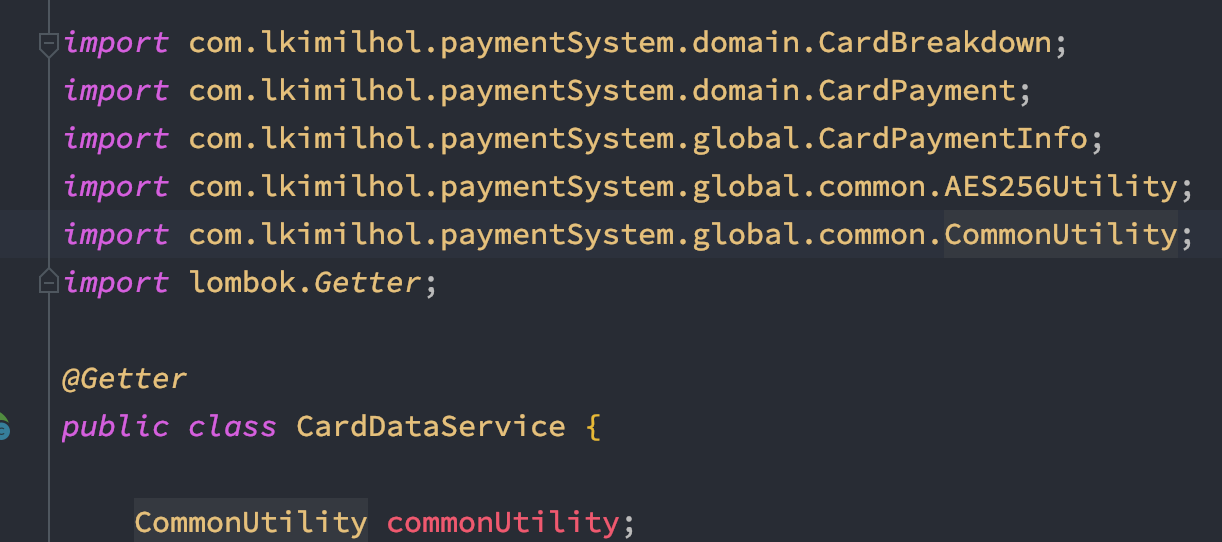 import com.lkimilhol.paymentSystem.domain.CardBreakdown;
import com.lkimilhol.paymentSystem.domain.CardPayment;
import com.lkimilhol.paymentSystem.global.CardPaymentInfo;
import com.lkimilhol.paymentSystem.global.common.AES256Utility;
import com.lkimilhol.paymentSystem.global.common.CommonUtility;
import lombok.Getter;
@Getter
public class CardDataService {
CommonUtility commonUtility;